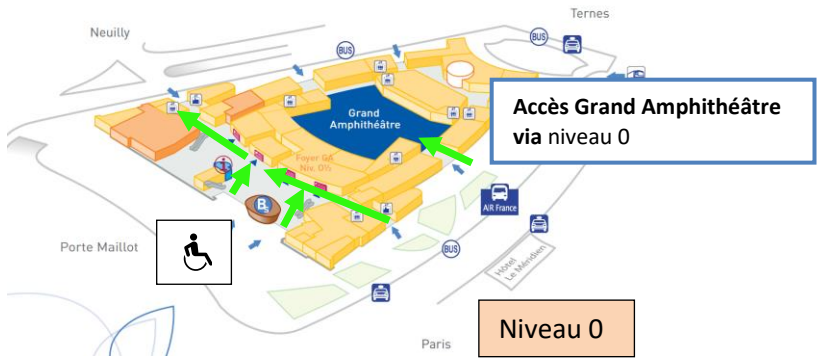 Ternes
Neuilly
BUS
BUS
Accès Grand Amphithéâtre
via niveau 0
Grand
Amphithéâtre
Foyer GA
Niv. 0½
B
AIR France
Porte Maillot
BUS
Hôtel
Le Méridien
Niveau 0
Paris